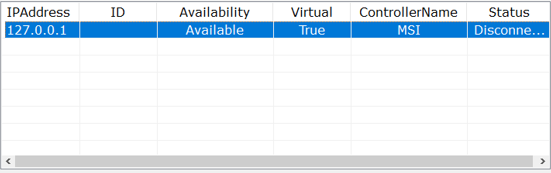 IPAddress ID Availability Virtual ControllerName Status
127.0.0.1 Available True MSI Disconne...